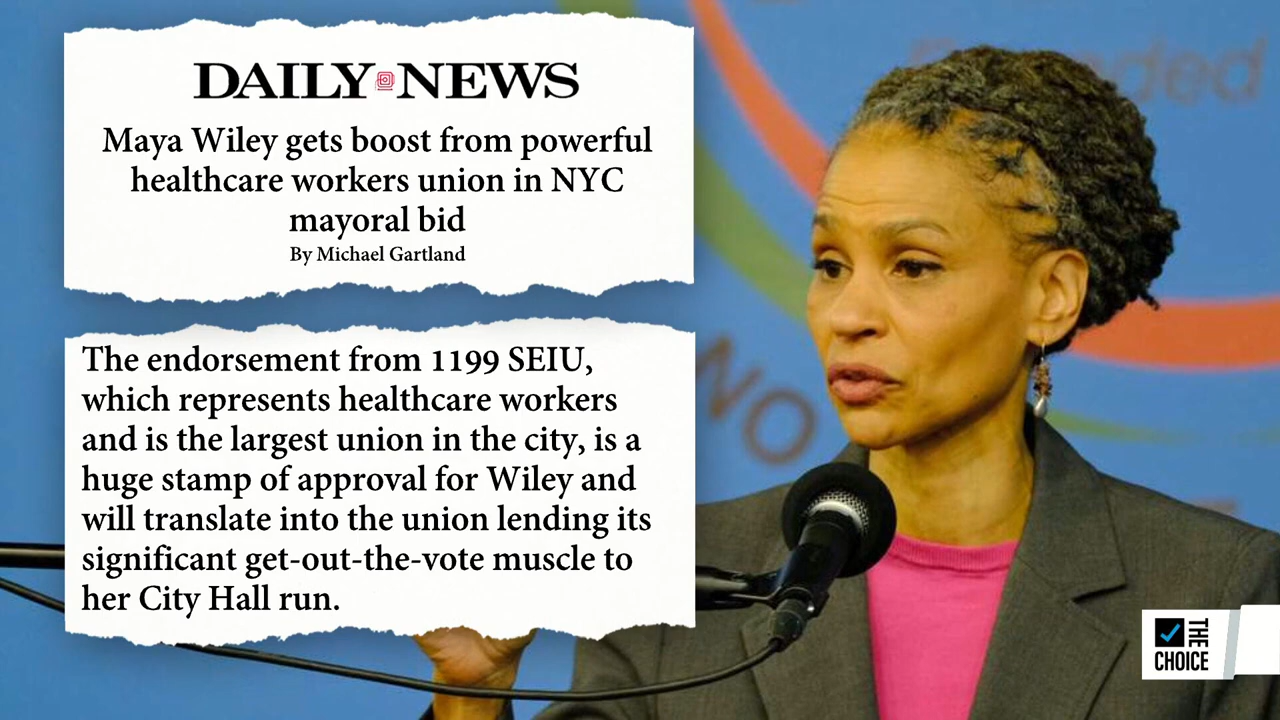 DAILY NEWS
Maya Wiley gets boost from powerful
healthcare workers union in NYC
mayoral bid
By Michael Gartland
The endorsement from 1199 SEIU,
which represents healthcare workers
and is the largest union in the city, is a
huge stamp of approval for Wiley and
will translate into the union lending its
significant get-out-the-vote muscle to
her City Hall run.
NO
THE
CHOICE